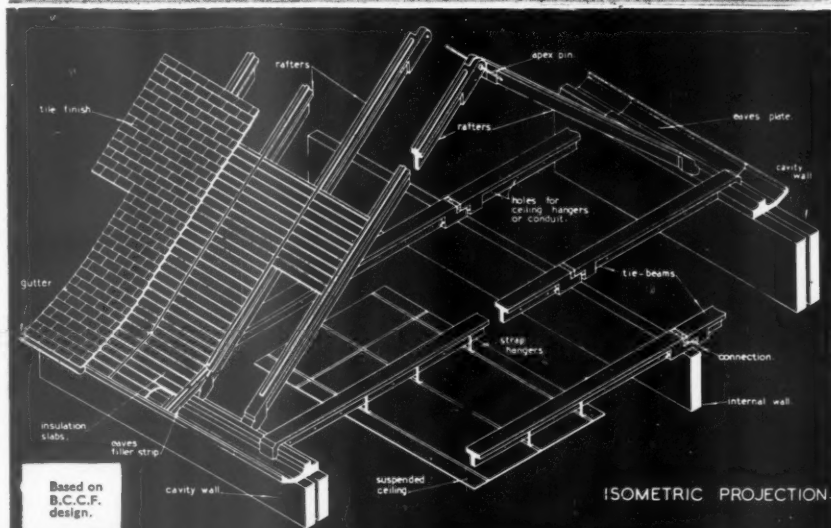 rafters
apex pin.
tile finish
rafters
eaves plate.
cavity
wall
holes for
ceiling hangers
or conduit.
gutter
tie-beams
strap
hangers
connection.
internal wall.
insulation
slabs.
eaves
filler strip
cavity wall
suspended
ceiling.
ISOMETRIC PROJECTION
Based on
B.C.C.F.
design.